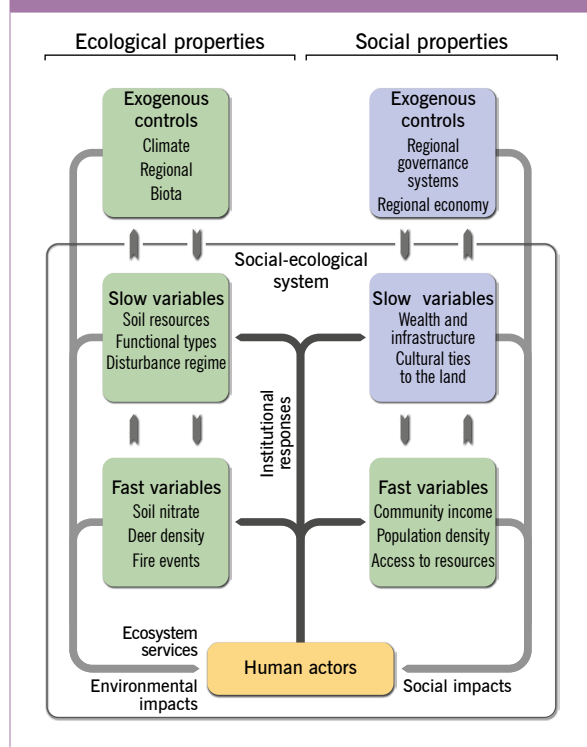 Ecological properties
Social properties
Exogenous
controls
Climate
Regional
Biota
Exogenous
controls
Regional
governance
systems
Regional economy
Social-ecological
system
Slow variables
Soil resources
Functional types
Disturbance regime
Slow variables
Wealth and
infrastructure
Cultural ties
to the land
Institutional
responses
Fast variables
Soil nitrate
Deer density
Fire events
Fast variables
Community income
Population density
Access to resources
Ecosystem
services
Environmental
impacts
Human actors
Social impacts